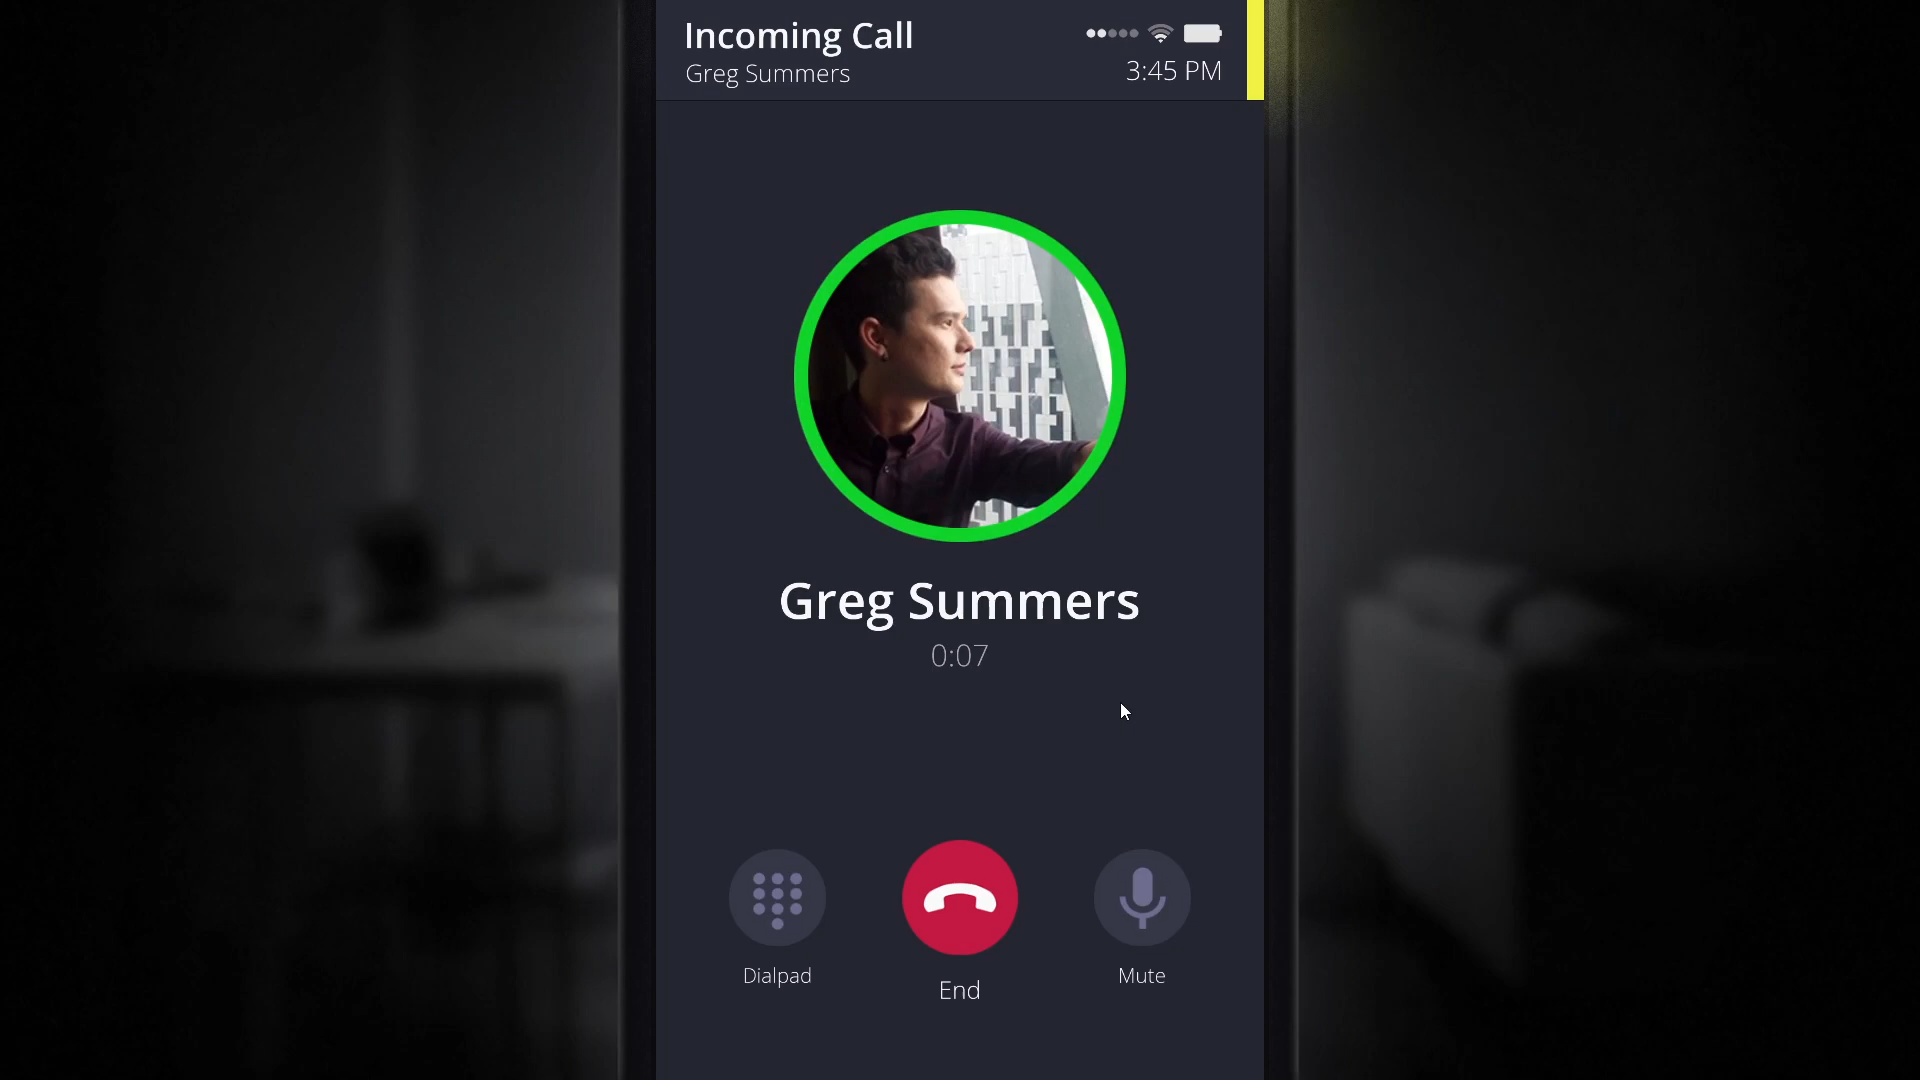 Incoming Call
Greg Summers
3:45 PM
Greg Summers
0:07
Dialpad
End
Mute